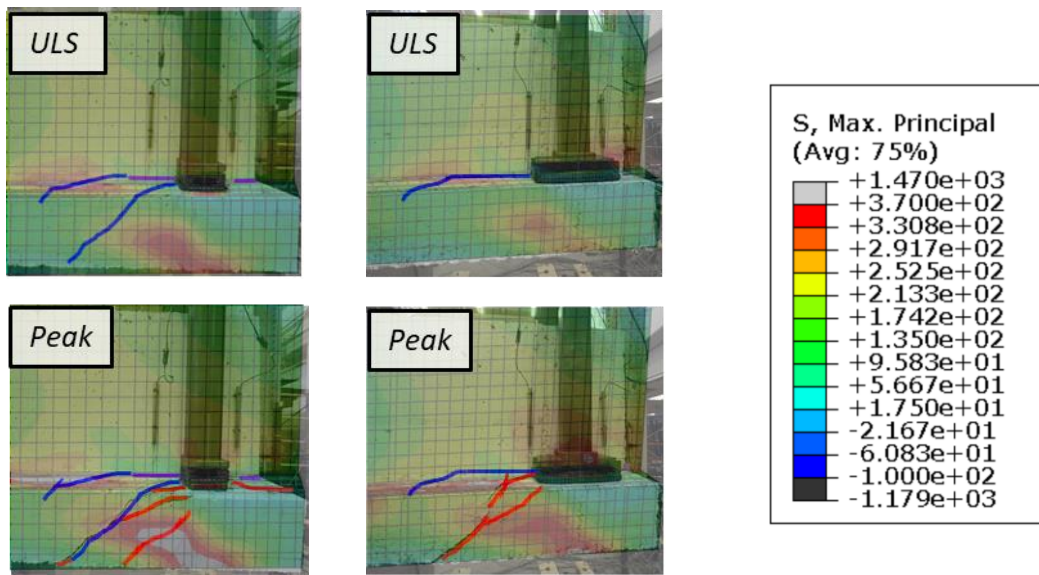 ULS
ULS
Peak
Peak
S, Max. Principal
(Avg: 75%)
+1.470e+03
+3.700e+02
+3.308e+02
+2.917e+02
+2.525e+02
+2.133e+02
+1.742e+02
+1.350e+02
+9.583e+01
+5.667e+01
+1.750e+01
-2.167e+01
-6.083e+01
-1.000e+02
-1.179e+03